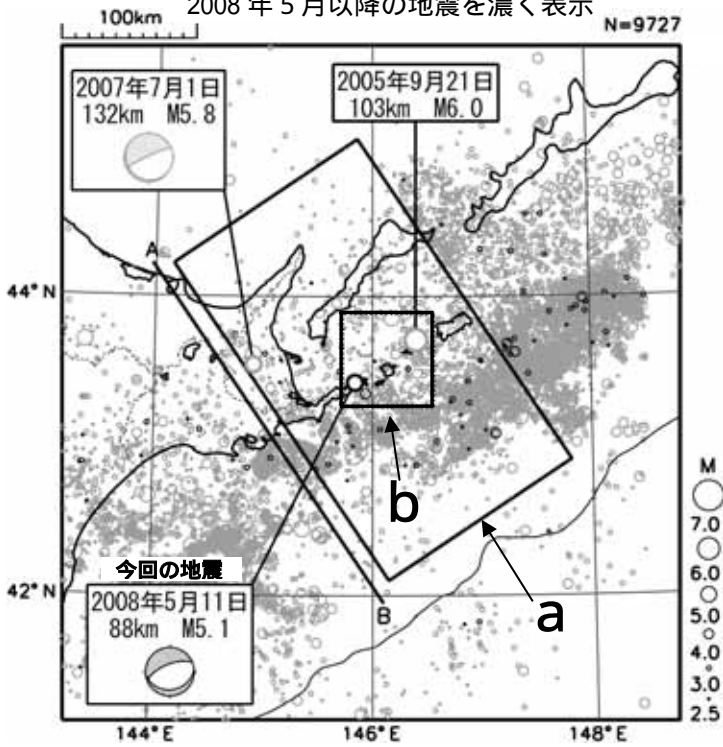 2008 年 5 月以降の地震を濃く表示
100km
N=9727
2007年7月1日
132km M5.8
2005年9月21日
103km M6.0
A
44°N
b
M
7.0
6.0
5.0
4.0
3.0
2.5
42°N
今回の地震
2008年5月11日
88km M5.1
B
a
144°E
146°E
148°E